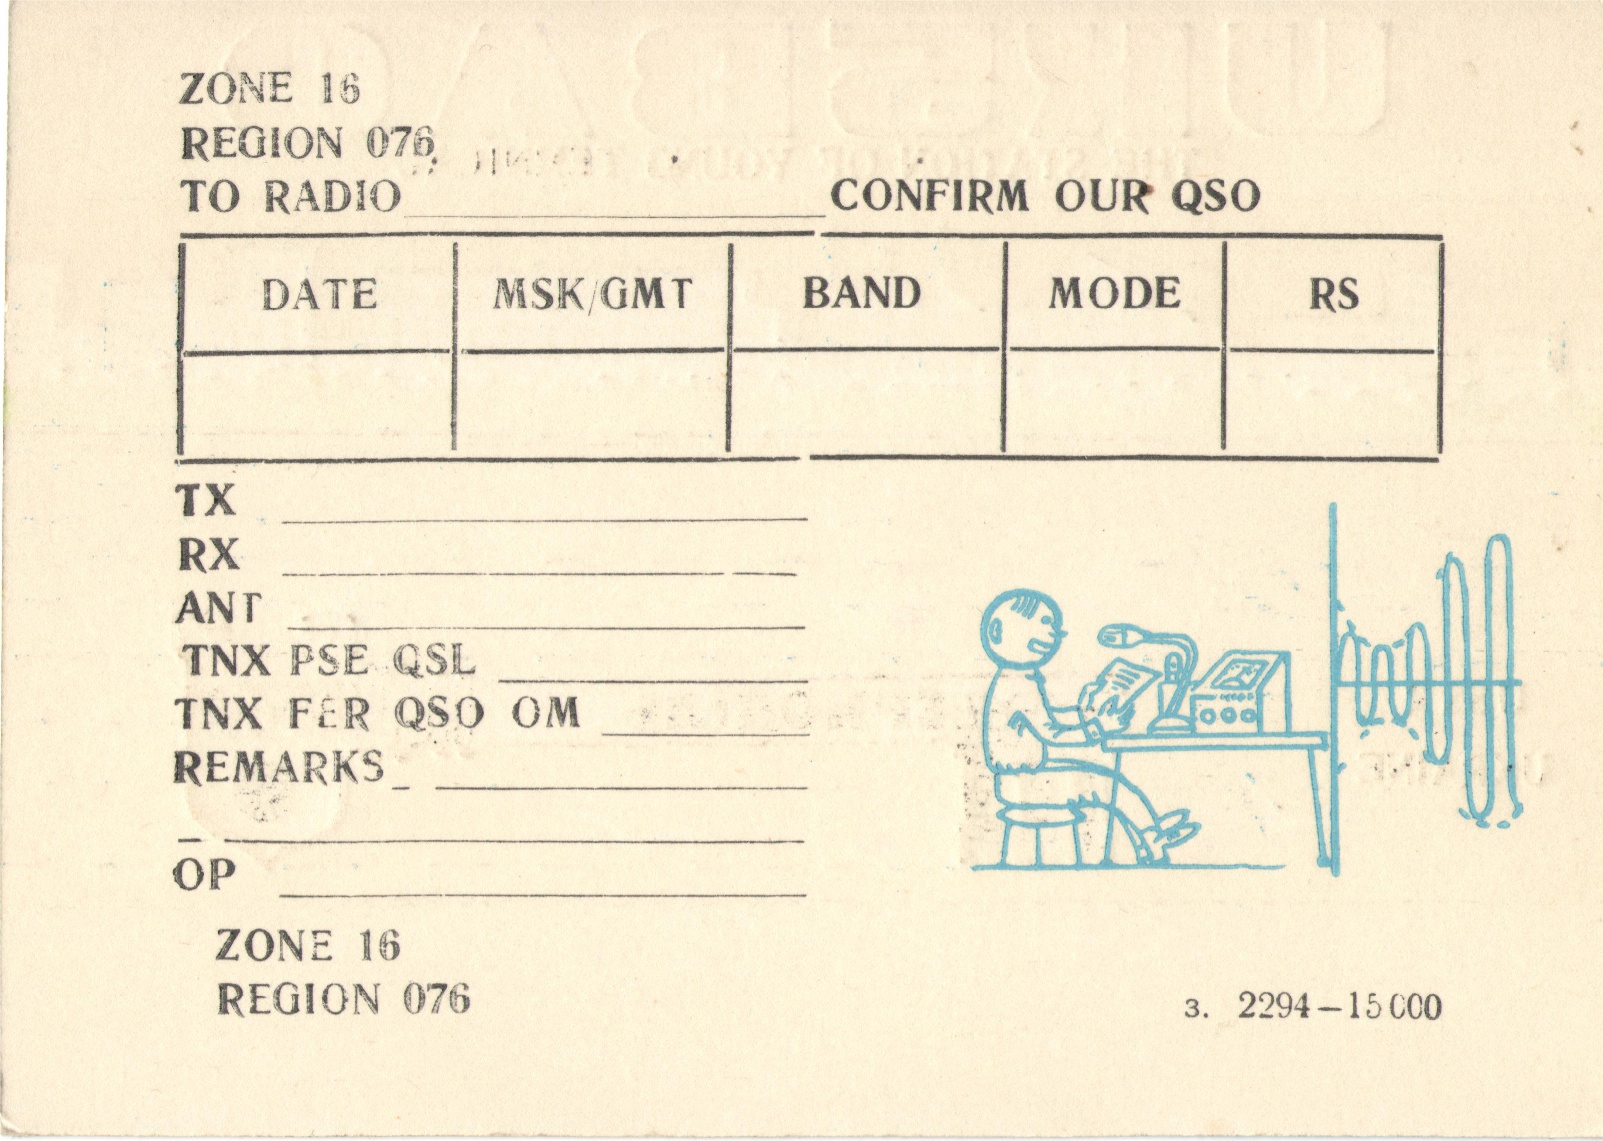 ZONE 16
REGION 076
TO RADIO CONFIRM OUR QSO
DATE MSK/GMT BAND MODE RS
TX
RX
ANT
TNX PSE QSL
TNX FER QSO OM
REMARKS
OP
ZONE 16
REGION 076
з. 2294—15000